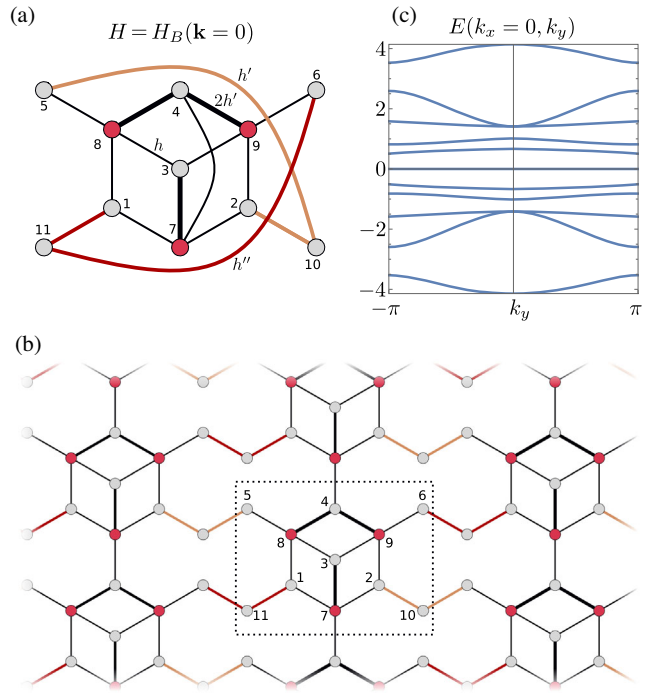 (a)
H = H_B(k = 0)
h′
6
5
4
2h′
8
h
9
3
1
2
11
7
h′′
10
(c)
E(k_x = 0, k_y)
4
2
0
−2
−4
−π
k_y
π
(b)
5
4
6
8
9
3
1
2
11
7
10